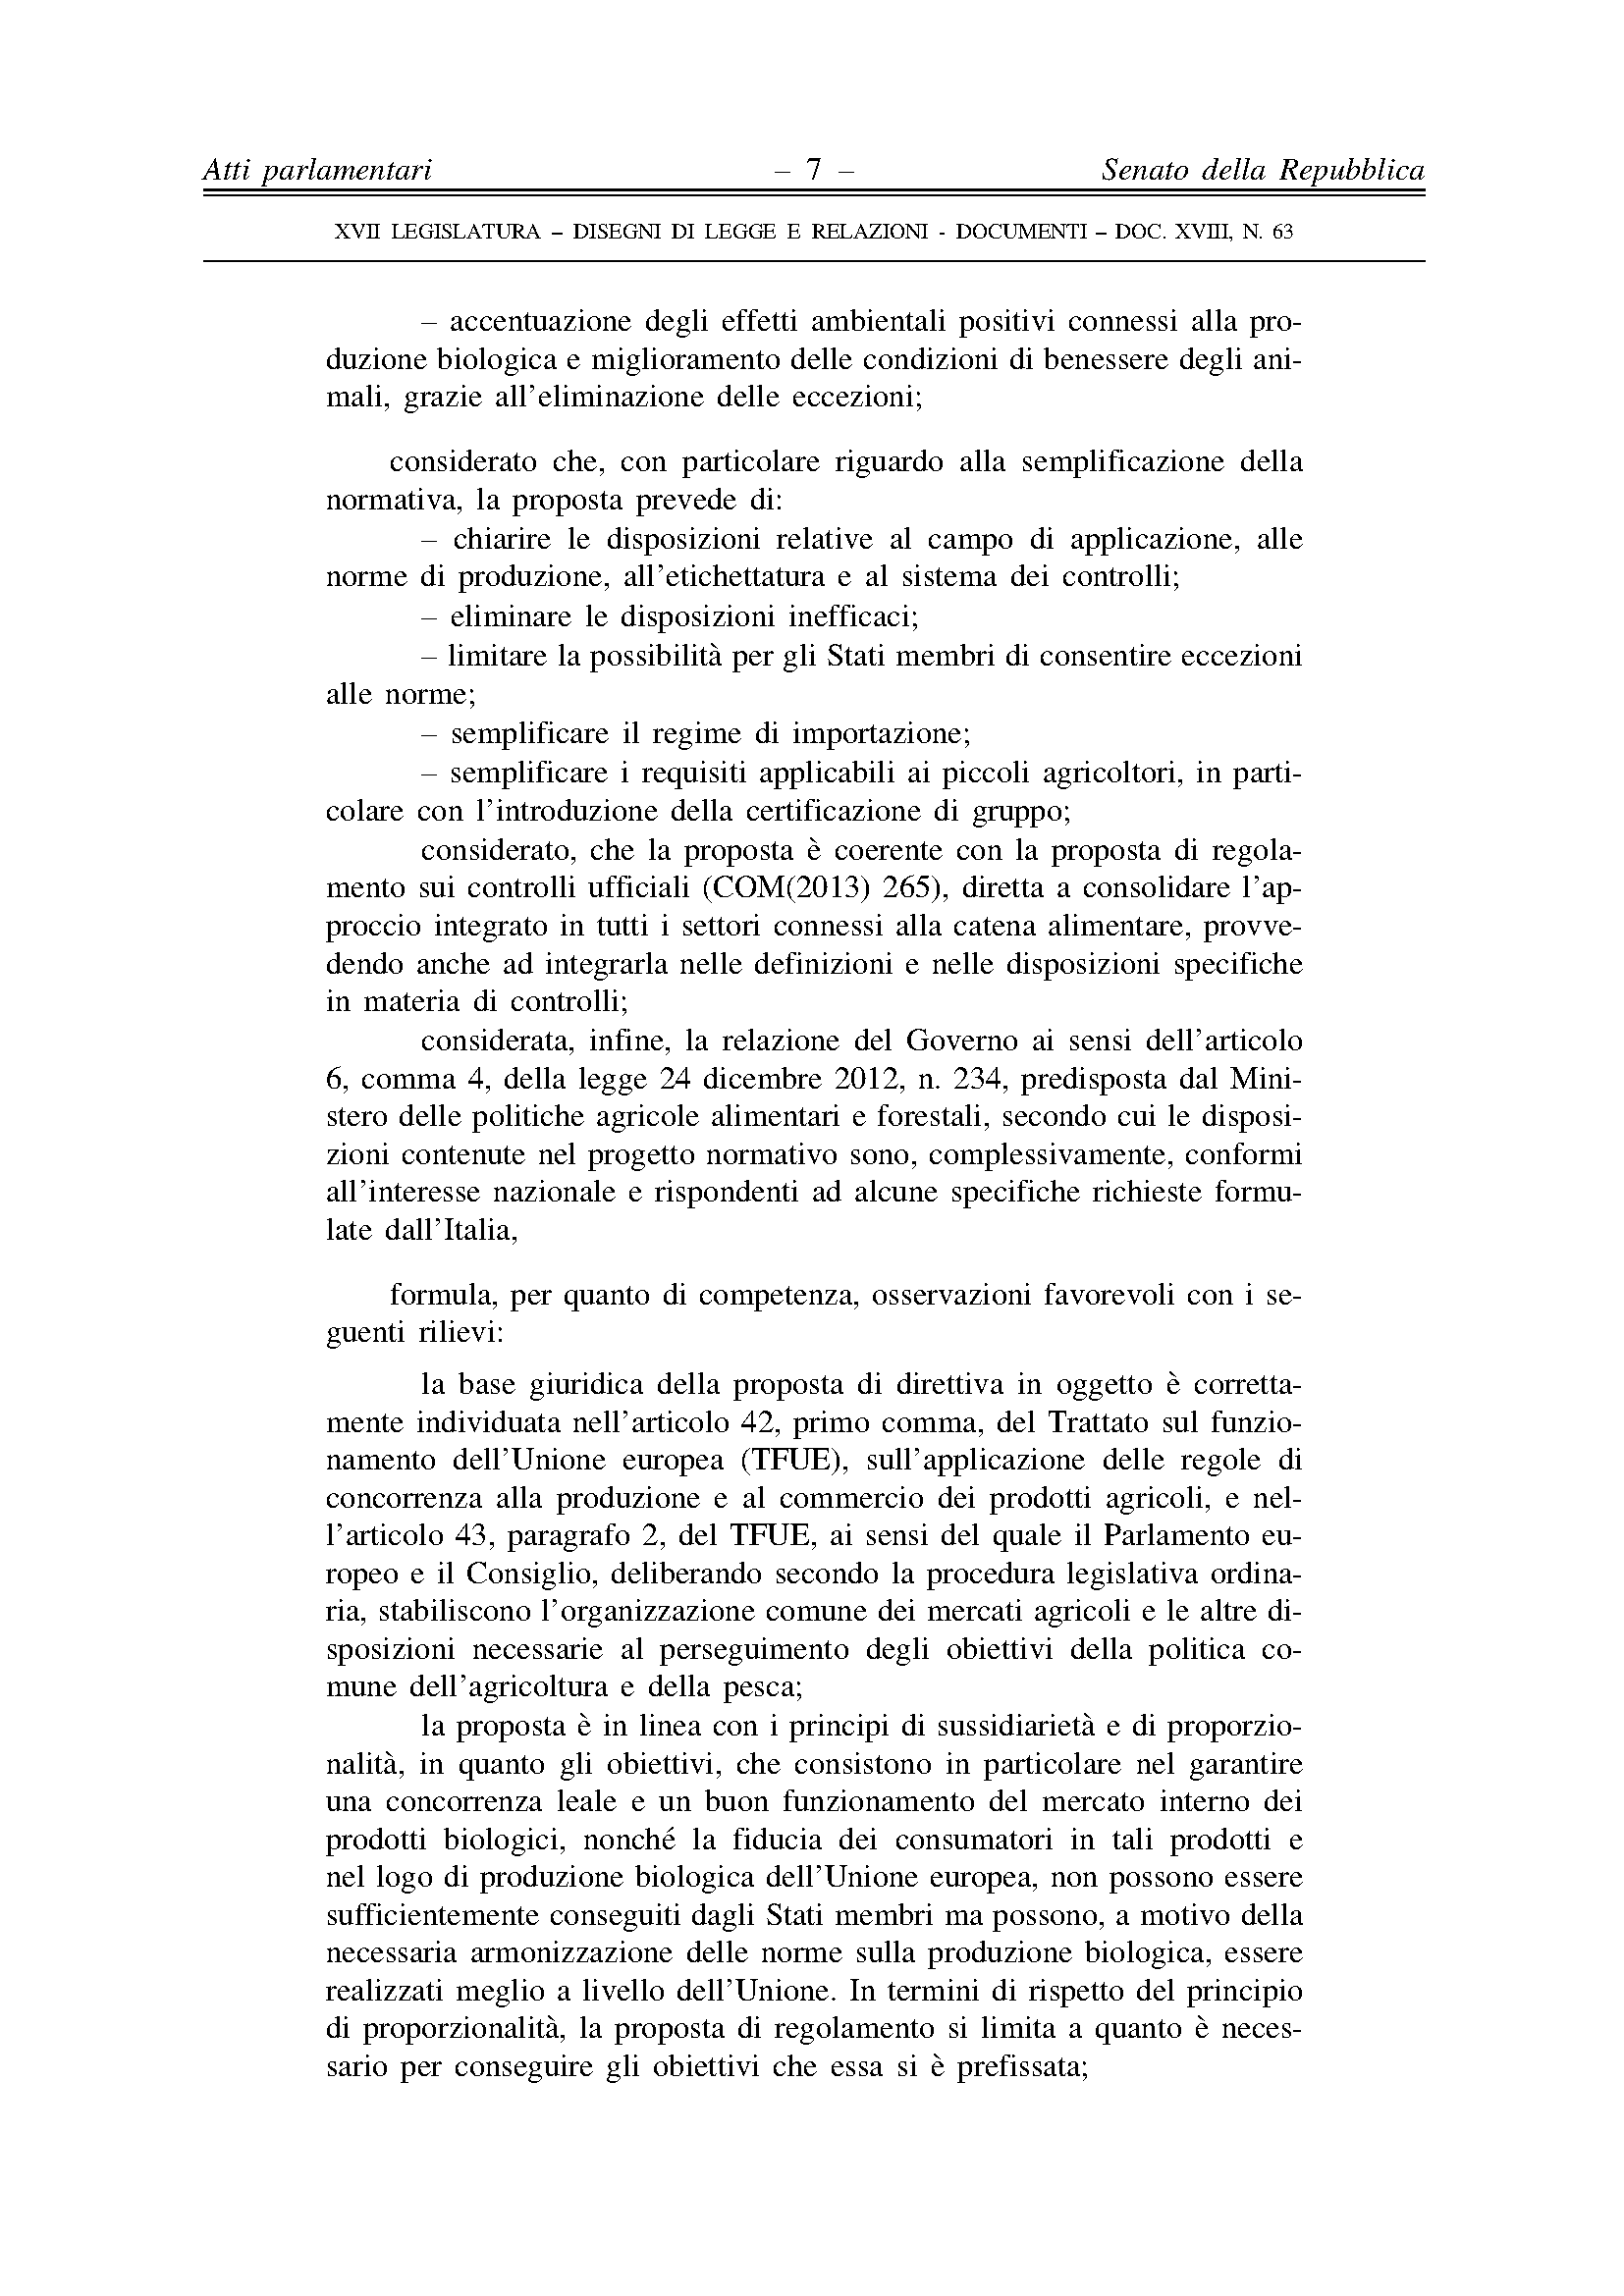 Atti parlamentari – 7 – Senato della Repubblica
XVII LEGISLATURA – DISEGNI DI LEGGE E RELAZIONI - DOCUMENTI – DOC. XVIII, N. 63
– accentuazione degli effetti ambientali positivi connessi alla pro-
duzione biologica e miglioramento delle condizioni di benessere degli ani-
mali, grazie all'eliminazione delle eccezioni;
considerato che, con particolare riguardo alla semplificazione della
normativa, la proposta prevede di:
– chiarire le disposizioni relative al campo di applicazione, alle
norme di produzione, all'etichettatura e al sistema dei controlli;
– eliminare le disposizioni inefficaci;
– limitare la possibilità per gli Stati membri di consentire eccezioni
alle norme;
– semplificare il regime di importazione;
– semplificare i requisiti applicabili ai piccoli agricoltori, in parti-
colare con l'introduzione della certificazione di gruppo;
considerato, che la proposta è coerente con la proposta di regola-
mento sui controlli ufficiali (COM(2013) 265), diretta a consolidare l'ap-
proccio integrato in tutti i settori connessi alla catena alimentare, provve-
dendo anche ad integrarla nelle definizioni e nelle disposizioni specifiche
in materia di controlli;
considerata, infine, la relazione del Governo ai sensi dell'articolo
6, comma 4, della legge 24 dicembre 2012, n. 234, predisposta dal Mini-
stero delle politiche agricole alimentari e forestali, secondo cui le disposi-
zioni contenute nel progetto normativo sono, complessivamente, conformi
all'interesse nazionale e rispondenti ad alcune specifiche richieste formu-
late dall'Italia,
formula, per quanto di competenza, osservazioni favorevoli con i se-
guenti rilievi:
la base giuridica della proposta di direttiva in oggetto è corretta-
mente individuata nell'articolo 42, primo comma, del Trattato sul funzio-
namento dell'Unione europea (TFUE), sull'applicazione delle regole di
concorrenza alla produzione e al commercio dei prodotti agricoli, e nel-
l'articolo 43, paragrafo 2, del TFUE, ai sensi del quale il Parlamento eu-
ropeo e il Consiglio, deliberando secondo la procedura legislativa ordina-
ria, stabiliscono l'organizzazione comune dei mercati agricoli e le altre di-
sposizioni necessarie al perseguimento degli obiettivi della politica co-
mune dell'agricoltura e della pesca;
la proposta è in linea con i principi di sussidiarietà e di proporzio-
nalità, in quanto gli obiettivi, che consistono in particolare nel garantire
una concorrenza leale e un buon funzionamento del mercato interno dei
prodotti biologici, nonché la fiducia dei consumatori in tali prodotti e
nel logo di produzione biologica dell'Unione europea, non possono essere
sufficientemente conseguiti dagli Stati membri ma possono, a motivo della
necessaria armonizzazione delle norme sulla produzione biologica, essere
realizzati meglio a livello dell'Unione. In termini di rispetto del principio
di proporzionalità, la proposta di regolamento si limita a quanto è neces-
sario per conseguire gli obiettivi che essa si è prefissata;